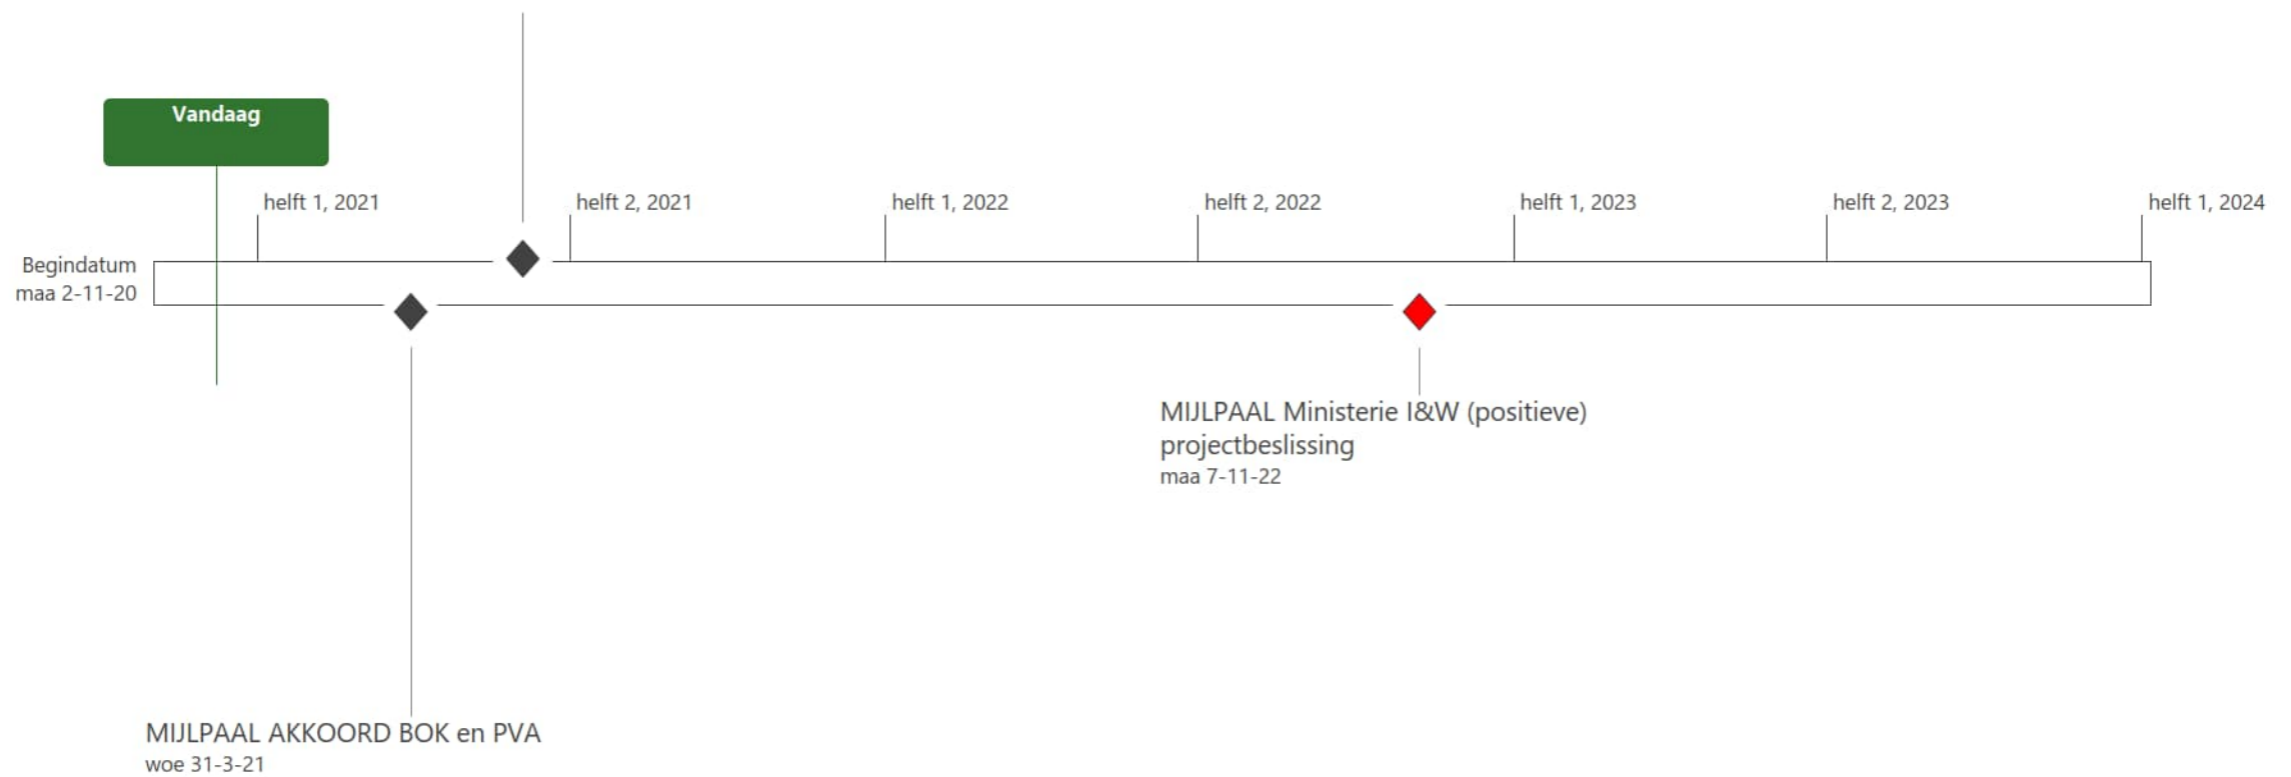 Vandaag
helft 1, 2021
helft 2, 2021
helft 1, 2022
helft 2, 2022
helft 1, 2023
helft 2, 2023
helft 1, 2024
Begindatum
maa 2-11-20
MIJLPAAL Ministerie I&W (positieve)
projectbeslissing
maa 7-11-22
MIJLPAAL AKKOORD BOK en PVA
woe 31-3-21